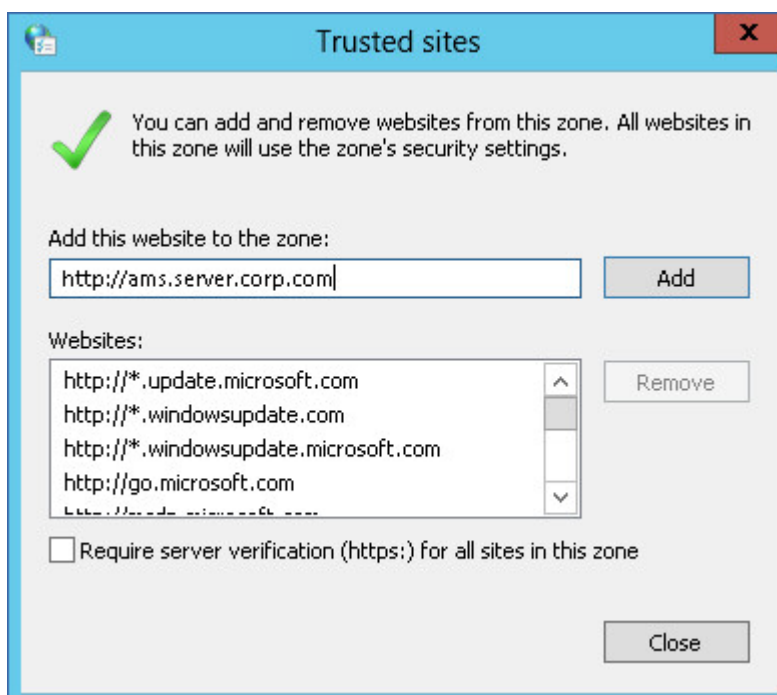 Trusted sites
You can add and remove websites from this zone. All websites in
this zone will use the zone's security settings.
Add this website to the zone:
http://ams.server.corp.com
Add
Websites:
http://*.update.microsoft.com
Remove
http://*.windowsupdate.com
http://*.windowsupdate.microsoft.com
http://go.microsoft.com
Require server verification (https:) for all sites in this zone
Close